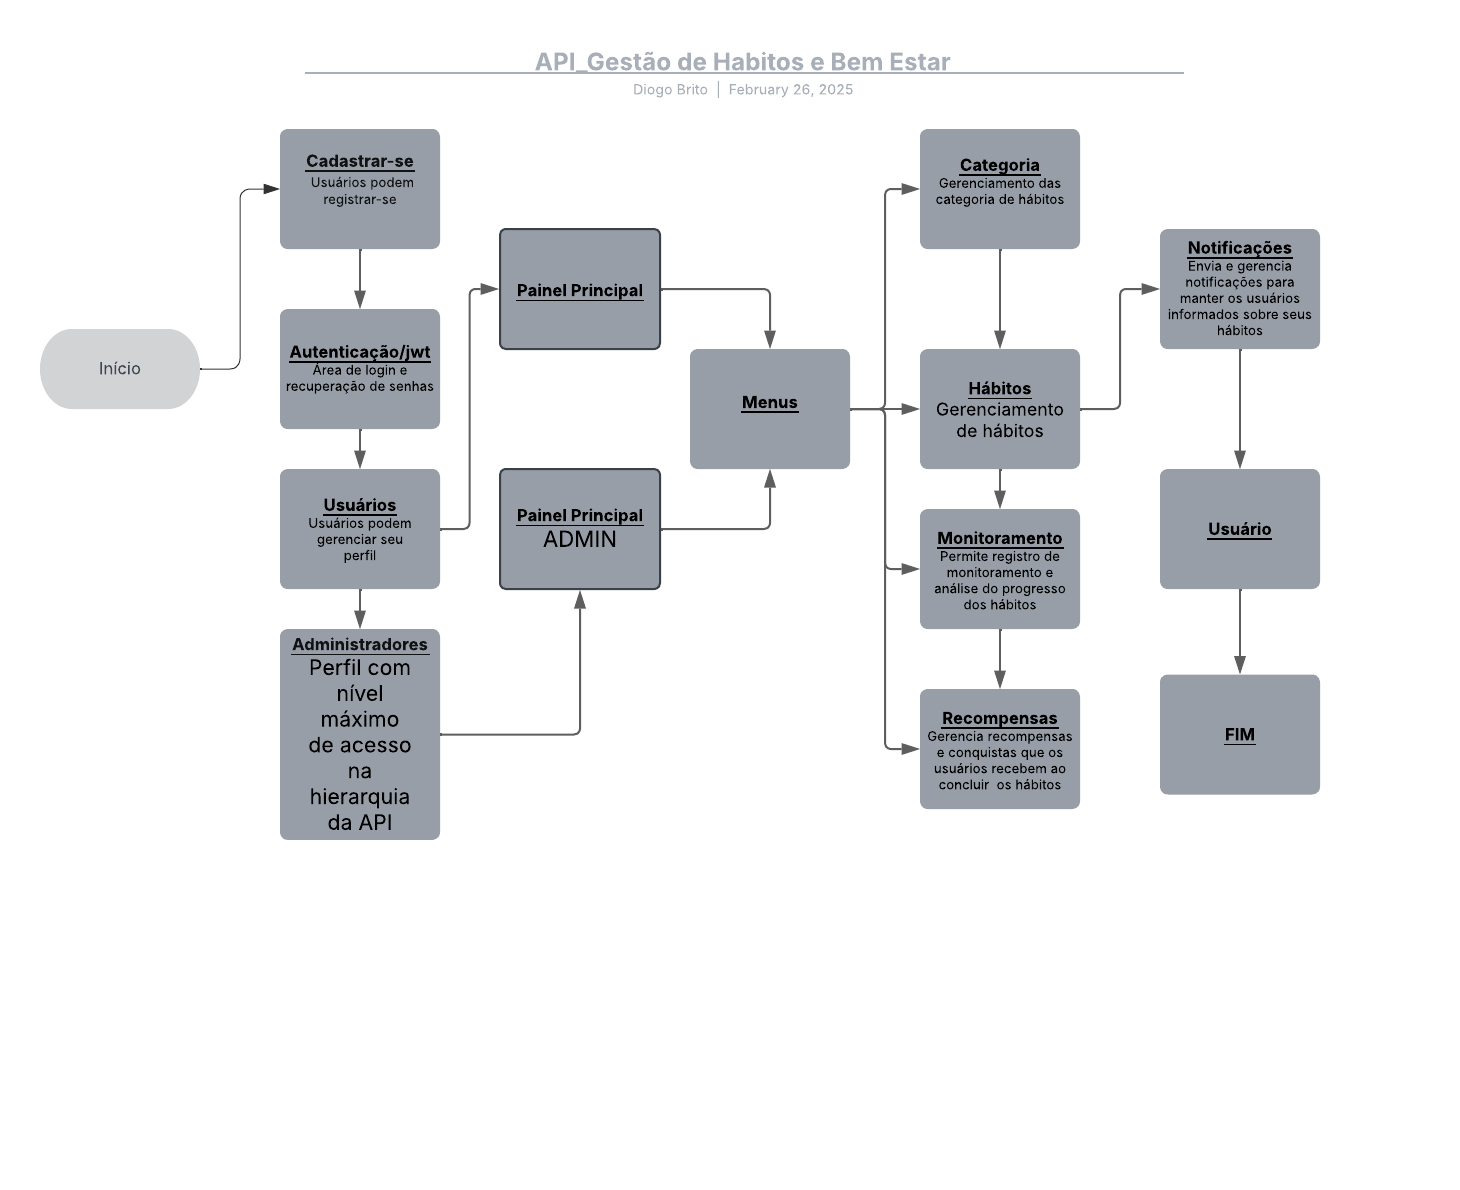 API_Gestão de Habitos e Bem Estar
Diogo Brito | February 26, 2025
Início
Cadastrar-se
Usuários podem
registrar-se
Autenticação/jwt
Área de login e
recuperação de senhas
Usuários
Usuários podem
gerenciar seu
perfil
Administradores
Perfil com
nível
máximo
de acesso
na
hierarquia
da API
Painel Principal
Painel Principal
ADMIN
Menus
Categoria
Gerenciamento das
categoria de hábitos
Hábitos
Gerenciamento
de hábitos
Monitoramento
Permite registro de
monitoramento e
análise do progresso
dos hábitos
Recompensas
Gerencia recompensas
e conquistas que os
usuários recebem ao
concluir  os hábitos
Notificações
Envia e gerencia
notificações para
manter os usuários
informados sobre seus
hábitos
Usuário
FIM